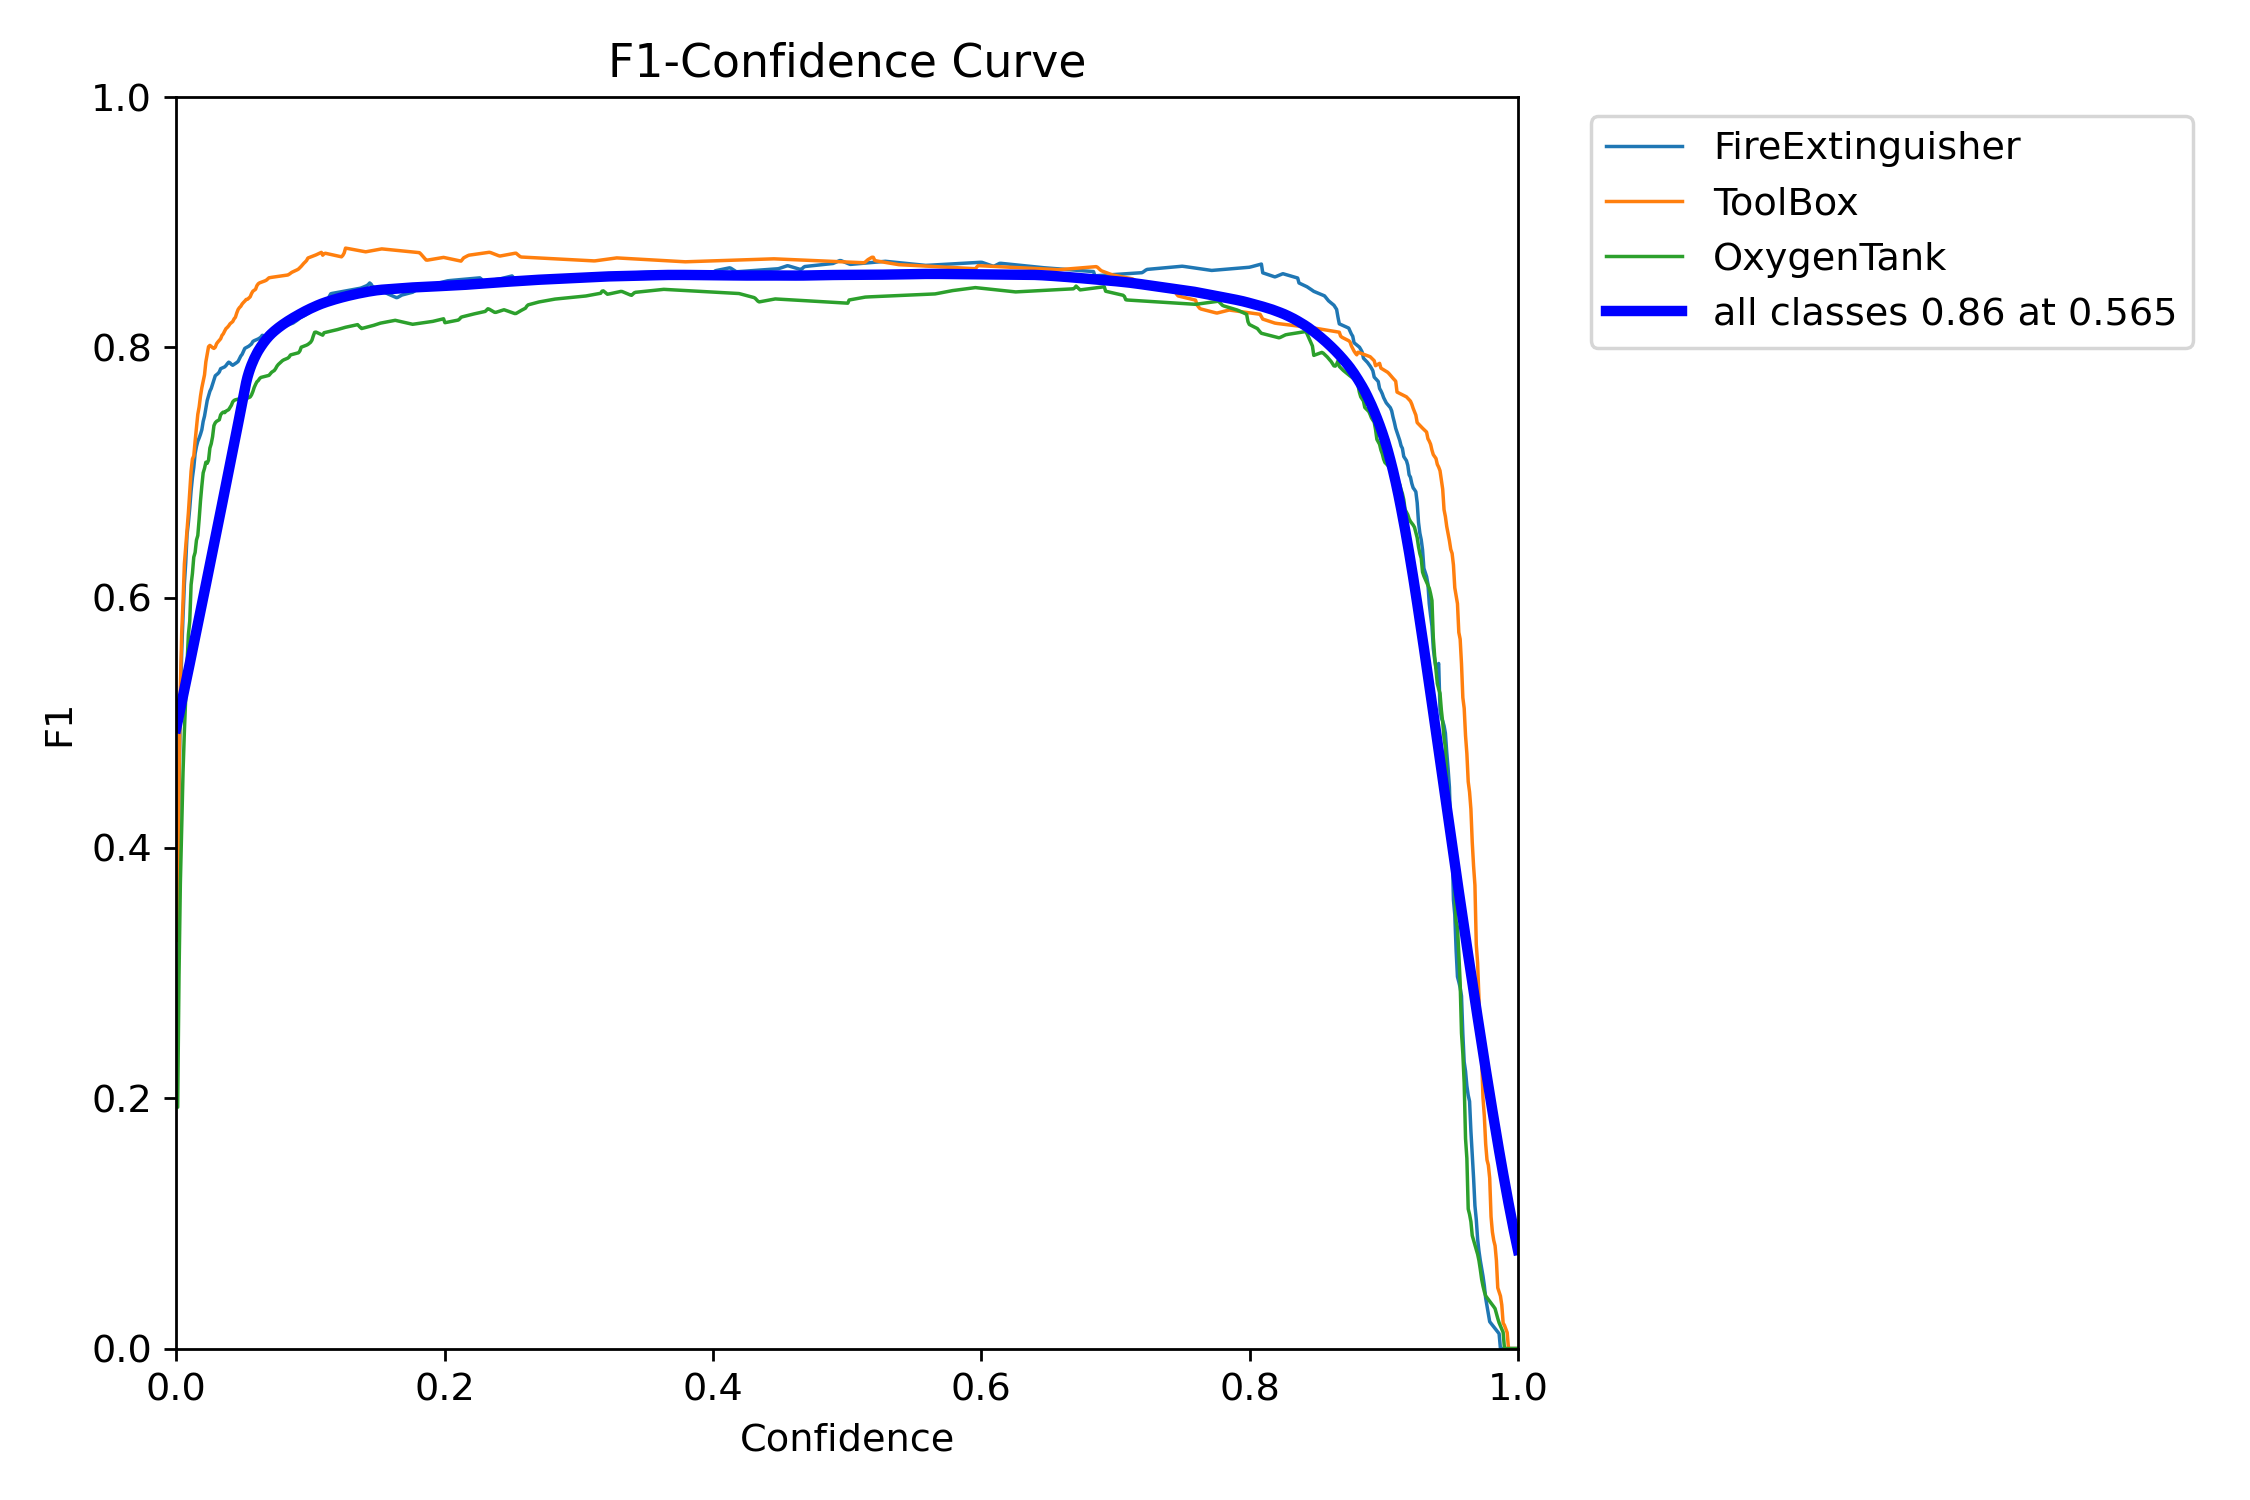 F1-Confidence Curve
1.0
0.8
0.6
0.4
0.2
0.0
F1
0.0 0.2 0.4 0.6 0.8 1.0
Confidence
FireExtinguisher
ToolBox
OxygenTank
all classes 0.86 at 0.565